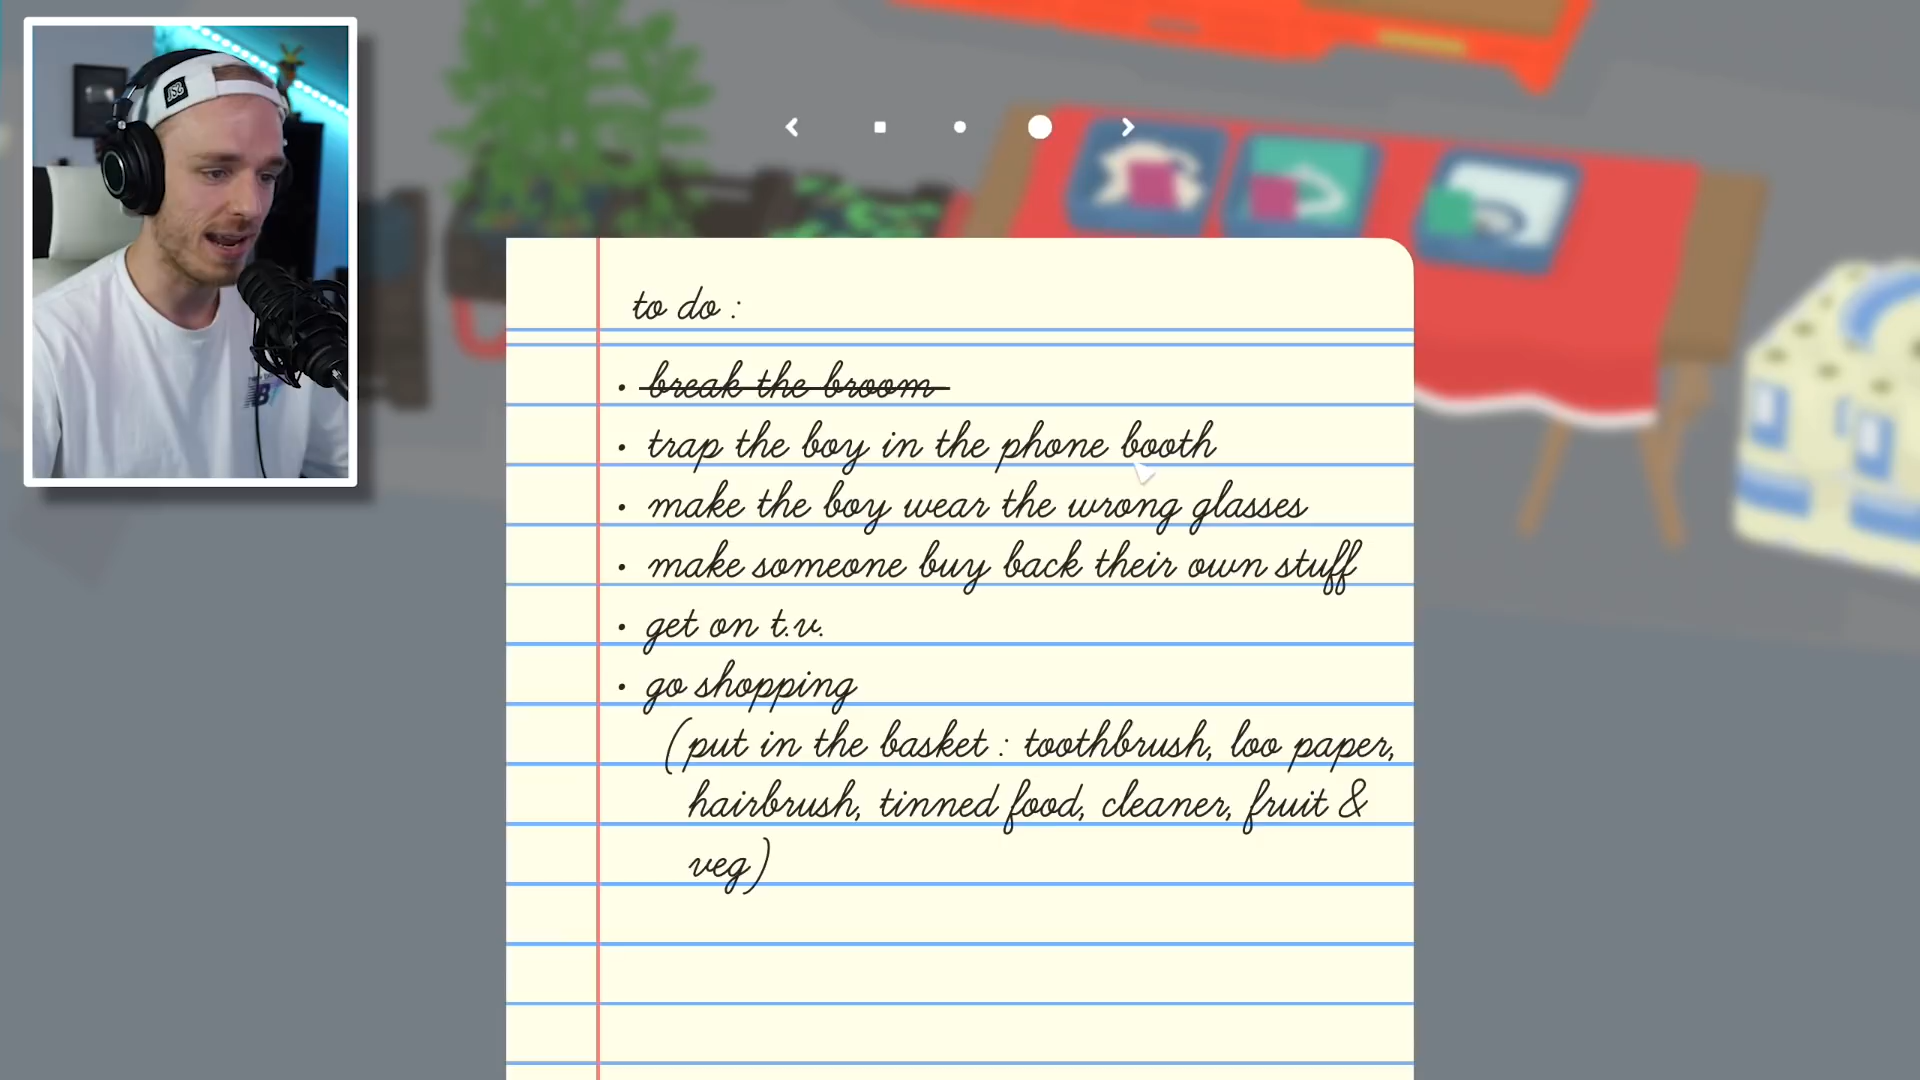 to do :
• break the broom
• trap the boy in the phone booth
• make the boy wear the wrong glasses
• make someone buy back their own stuff
• get on t.v.
• go shopping
(put in the basket : toothbrush, loo paper,
hairbrush, tinned food, cleaner, fruit &
veg)